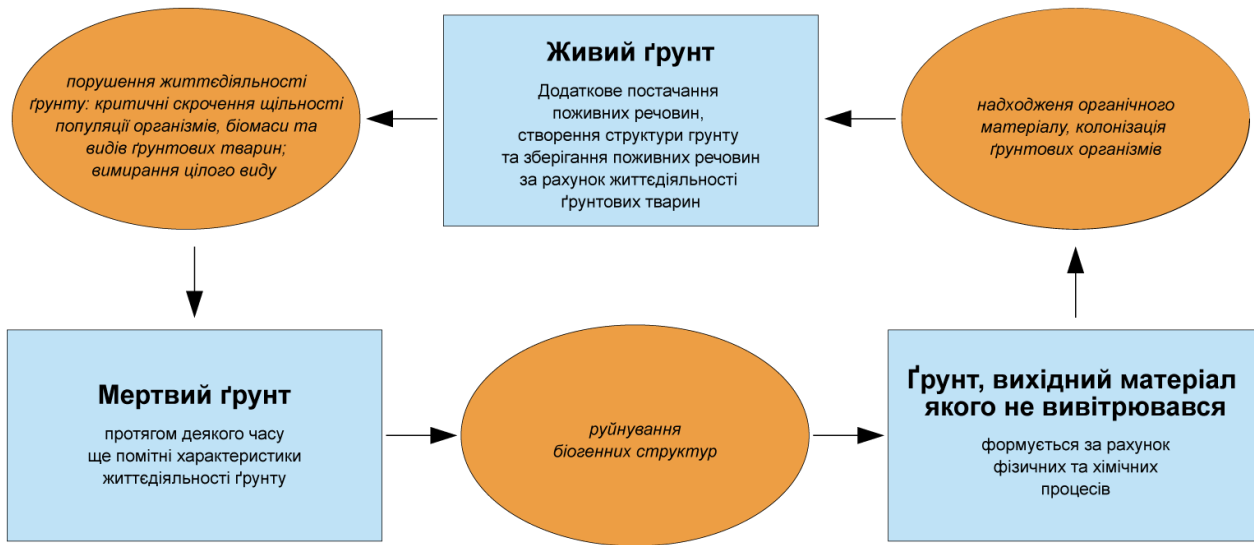 порушення життєдіяльності
ґрунту: критичні скрочення щільності
популяції организмів, біомаси та
видів ґрунтових тварин;
вимирання цілого виду
Живий ґрунт
Додаткове постачання
поживних речовин,
створення структури грунту
та зберігання поживних речовин
за рахунок життєдіяльності
ґрунтових тварин
надходженя органічного
матеріалу, колонізація
ґрунтових організмів
Мертвий ґрунт
протягом деякого часу
ще помітні характеристики
життєдіяльності ґрунту
руйнування
біогенних структур
Ґрунт, вихідний матеріал
якого не вивітрювався
формується за рахунок
фізичних та хімічних
процесів